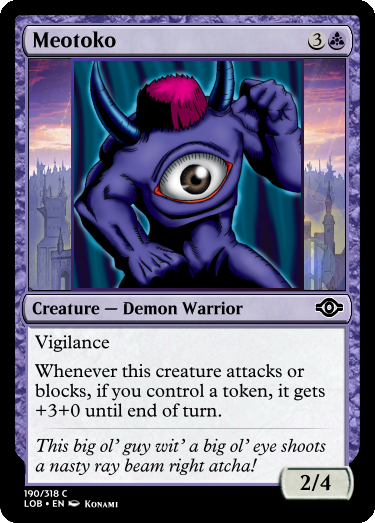 Meotoko 3
Creature — Demon Warrior
Vigilance
Whenever this creature attacks or
blocks, if you control a token, it gets
+3+0 until end of turn.
This big ol’ guy wit’ a big ol’ eye shoots
a nasty ray beam right atcha!
2/4
190/318 C
LOB • EN Konami